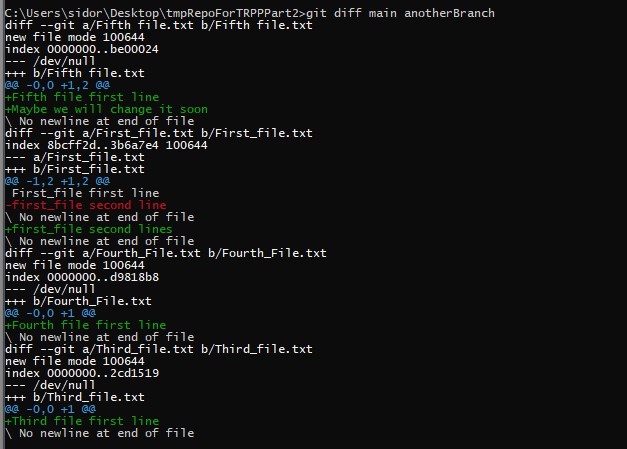 C:\Users\sidor\Desktop\tmpRepoForTRPPPart2>git diff main anotherBranch
diff --git a/Fifth file.txt b/Fifth file.txt
new file mode 100644
index 0000000..be00024
--- /dev/null
+++ b/Fifth file.txt
@@ -0,0 +1,2 @@
+Fifth file first line
+Maybe we will change it soon
\ No newline at end of file
diff --git a/First_file.txt b/First_file.txt
index 8bcff2d..3b6a7e4 100644
--- a/First_file.txt
+++ b/First_file.txt
@@ -1,2 +1,2 @@
 First_file first line
-first_file second line
\ No newline at end of file
+first_file second lines
\ No newline at end of file
diff --git a/Fourth_File.txt b/Fourth_File.txt
new file mode 100644
index 0000000..d9818b8
--- /dev/null
+++ b/Fourth_File.txt
@@ -0,0 +1 @@
+Fourth file first line
\ No newline at end of file
diff --git a/Third_file.txt b/Third_file.txt
new file mode 100644
index 0000000..2cd1519
--- /dev/null
+++ b/Third_file.txt
@@ -0,0 +1 @@
+Third file first line
\ No newline at end of file